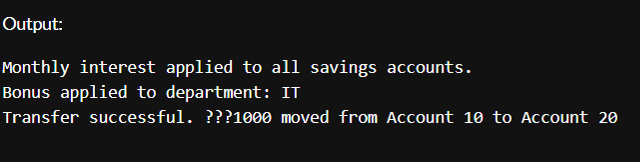 Output:
Monthly interest applied to all savings accounts.
Bonus applied to department: IT
Transfer successful. ???1000 moved from Account 10 to Account 20